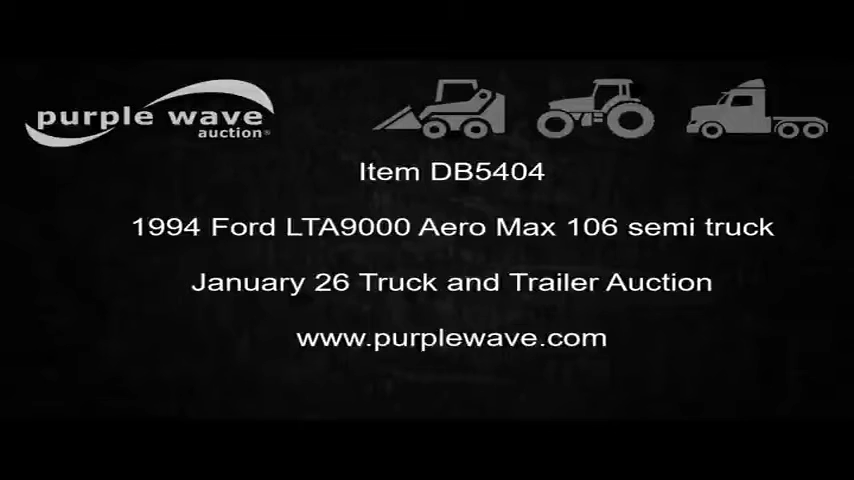 purple wave
auction®
Item DB5404
1994 Ford LTA9000 Aero Max 106 semi truck
January 26 Truck and Trailer Auction
www.purplewave.com